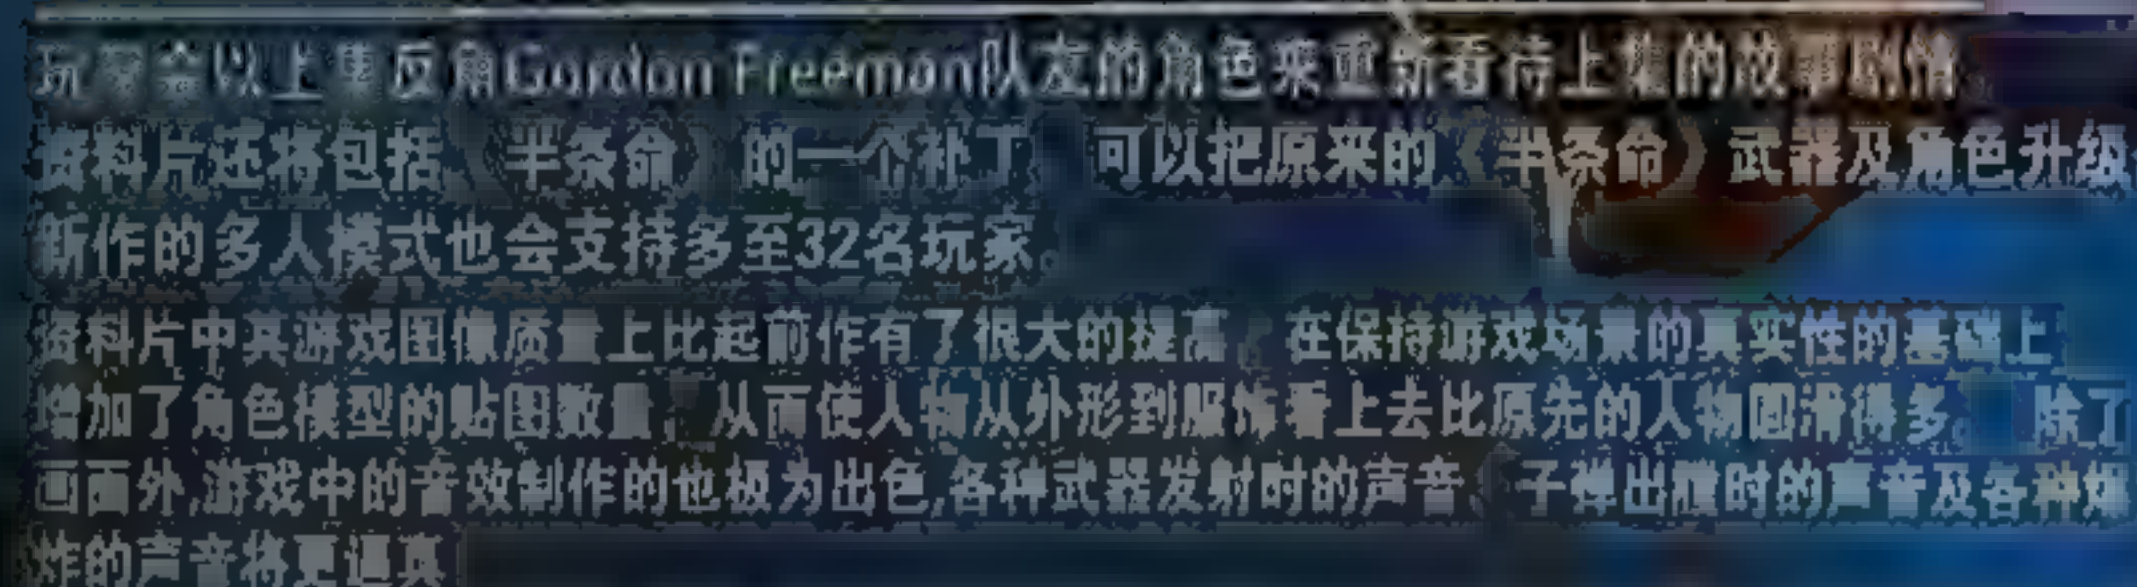 玩家会以上集反角Gordon Freeman队友的角色来重新看待上集的故事剧情。
资料片还将包括《半条命》的一个补丁 可以把原来的《半条命》武器及角色升级
新作的多人模式也会支持多至32名玩家。
资料片中其游戏图像质量上比起前作有了很大的提高。在保持游戏场景的真实性的基础上
增加了角色模型的贴图数量, 从而使人物从外形到服饰看上去比原先的人物圆滑得多。 除了
画面外,游戏中的音效制作的也极为出色,各种武器发射时的声音、子弹出膛时的声音及各种爆
炸的声音将更逼真